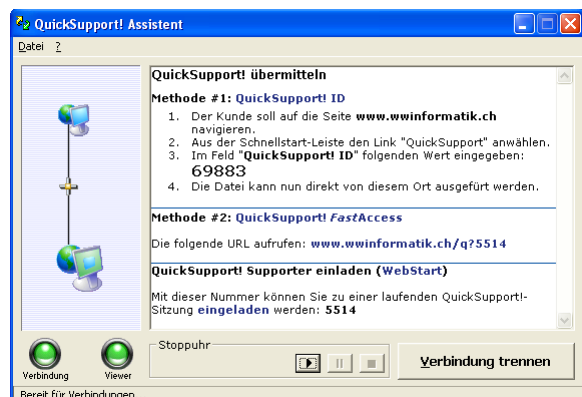 QuickSupport! Assistent
Datei ?
QuickSupport! übermitteln
Methode #1: QuickSupport! ID
1. Der Kunde soll auf die Seite www.wwinformatik.ch
navigieren.
2. Aus der Schnellstart-Leiste den Link "QuickSupport" anwählen.
3. Im Feld "QuickSupport! ID" folgenden Wert eingegeben:
69883
4. Die Datei kann nun direkt von diesem Ort ausgefürt werden.
Methode #2: QuickSupport! FastAccess
Die folgende URL aufrufen: www.wwinformatik.ch/q?5514
QuickSupport! Supporter einladen (WebStart)
Mit dieser Nummer können Sie zu einer laufenden QuickSupport!-
Sitzung eingeladen werden: 5514
Verbindung
Viewer
Stoppuhr
Verbindung trennen
Bereit für Verbindungen